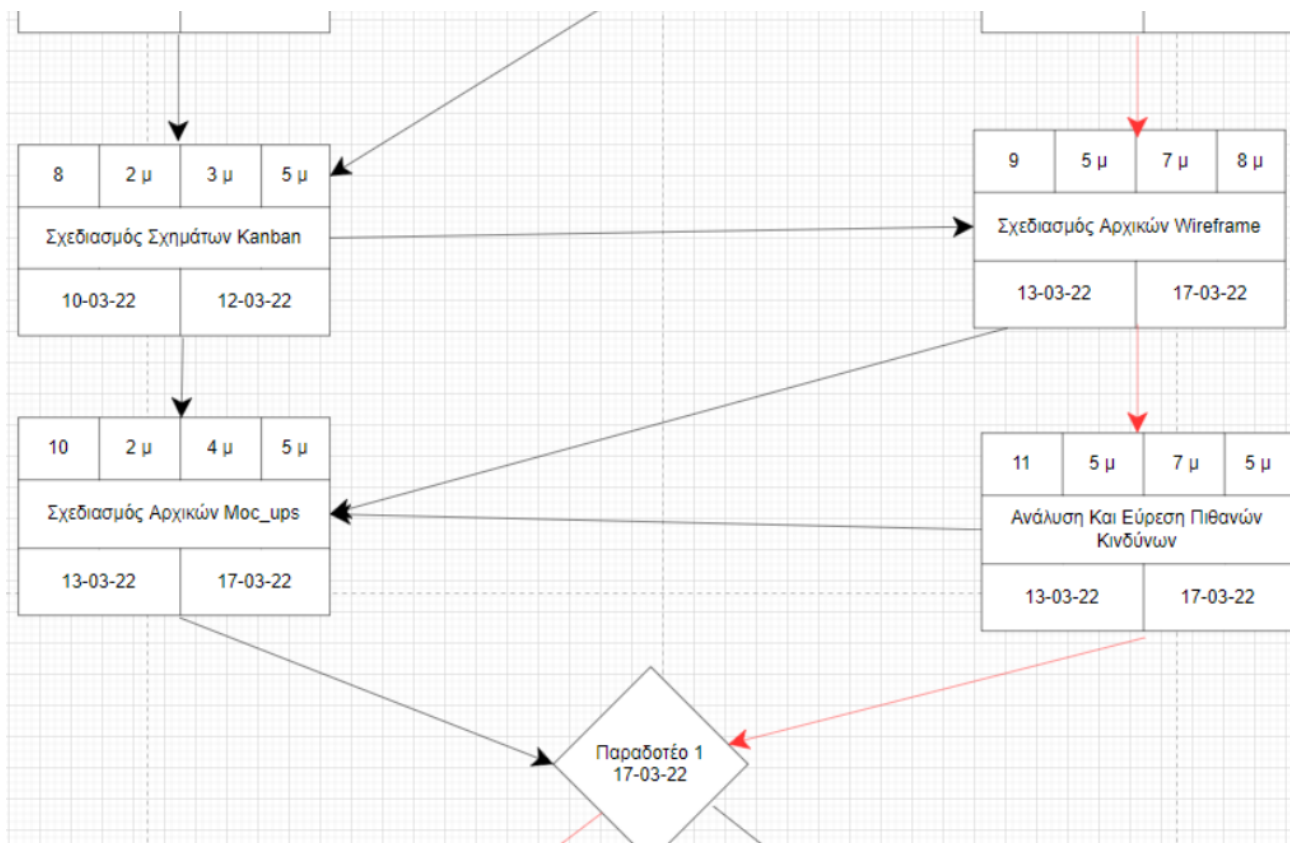 8 2 μ 3 μ 5 μ
Σχεδιασμός Σχημάτων Kanban
10-03-22 12-03-22
9 5 μ 7 μ 8 μ
Σχεδιασμός Αρχικών Wireframe
13-03-22 17-03-22
10 2 μ 4 μ 5 μ
Σχεδιασμός Αρχικών Moc_ups
13-03-22 17-03-22
11 5 μ 7 μ 5 μ
Ανάλυση Και Εύρεση Πιθανών
Κινδύνων
13-03-22 17-03-22
Παραδοτέο 1
17-03-22